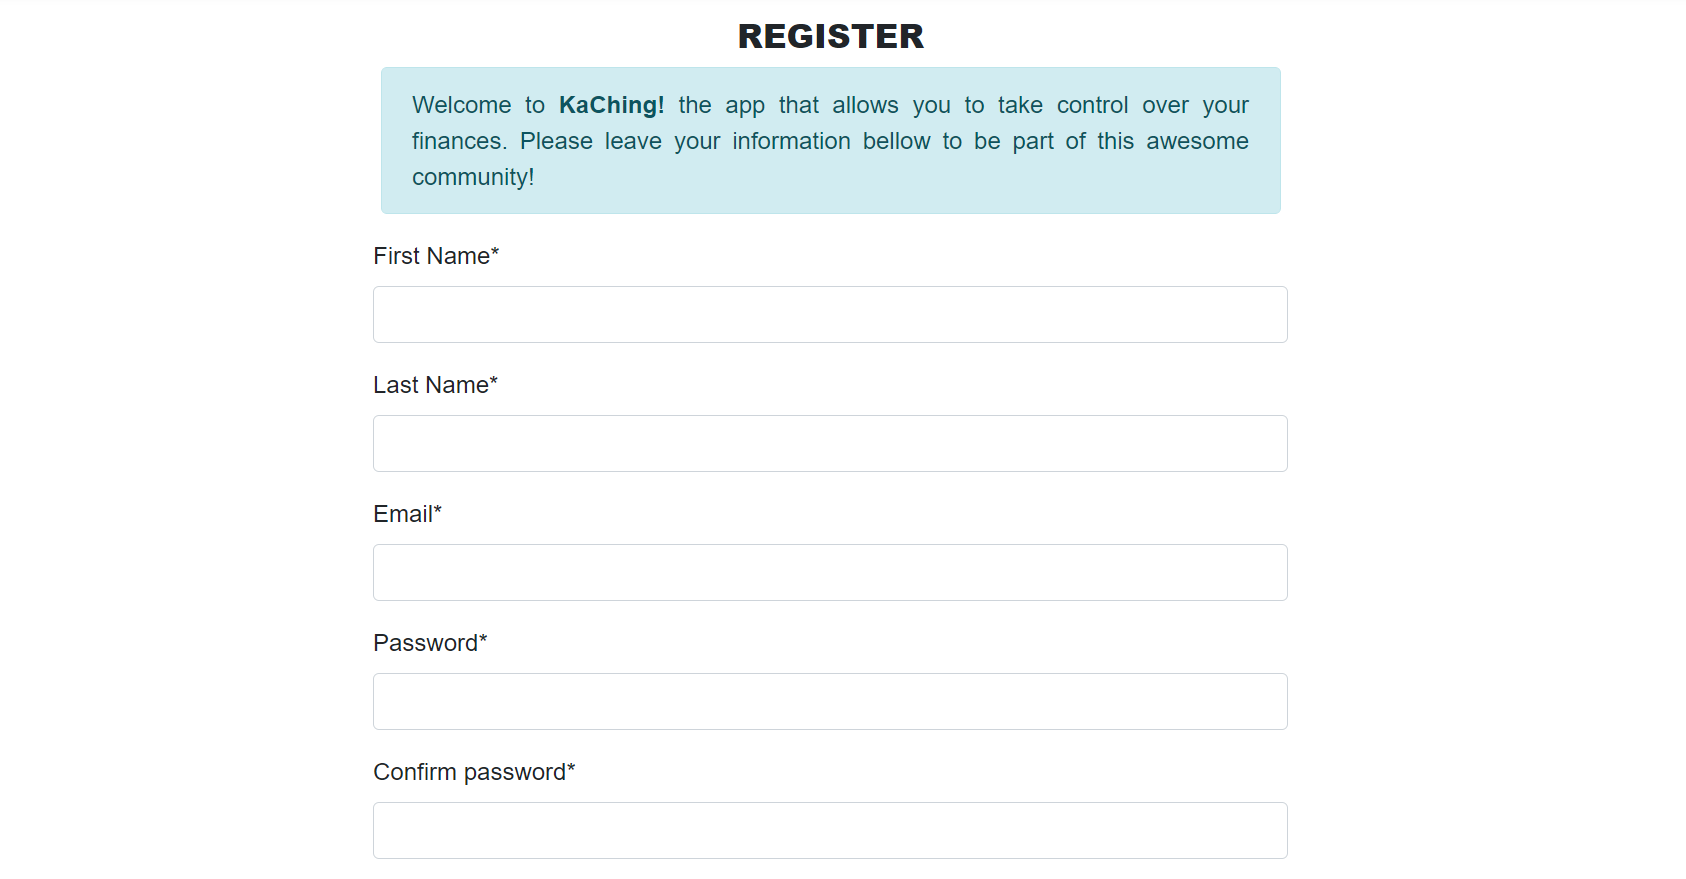 REGISTER
Welcome to KaChing! the app that allows you to take control over your
finances. Please leave your information bellow to be part of this awesome
community!
First Name*
Last Name*
Email*
Password*
Confirm password*